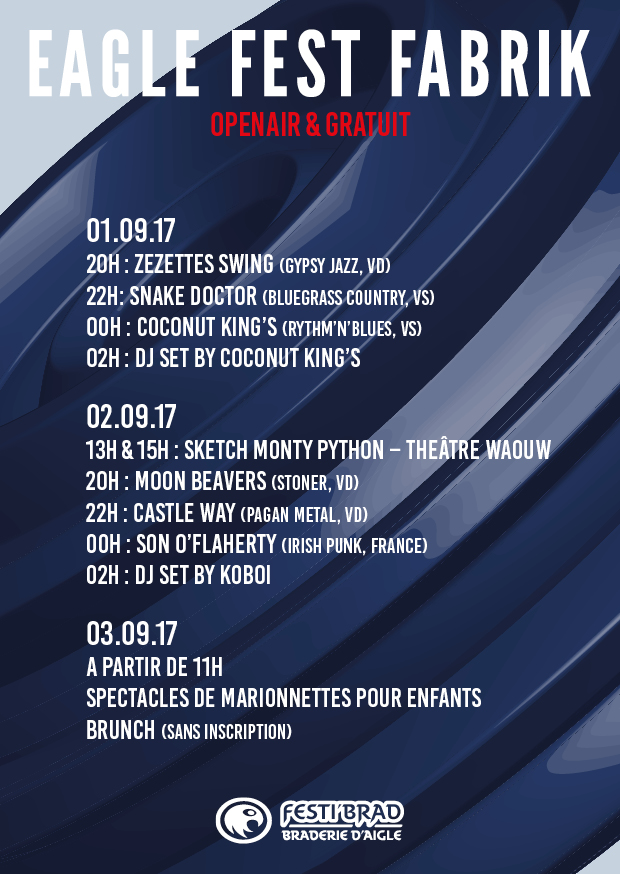 EAGLE FEST FABRIK
OPENAIR & GRATUIT
01.09.17
20H : ZEZETTES SWING (GYPSY JAZZ, VD)
22H: SNAKE DOCTOR (BLUEGRASS COUNTRY, VS)
00H : COCONUT KING'S (RYTHM'N'BLUES, VS)
02H : DJ SET BY COCONUT KING'S
02.09.17
13H & 15H : SKETCH MONTY PYTHON – THEÂTRE WAOUW
20H : MOON BEAVERS (STONER, VD)
22H : CASTLE WAY (PAGAN METAL, VD)
00H : SON O'FLAHERTY (IRISH PUNK, FRANCE)
02H : DJ SET BY KOBOI
03.09.17
A PARTIR DE 11H
SPECTACLES DE MARIONNETTES POUR ENFANTS
BRUNCH (SANS INSCRIPTION)
FESTI'BRAD
BRADERIE D'AIGLE